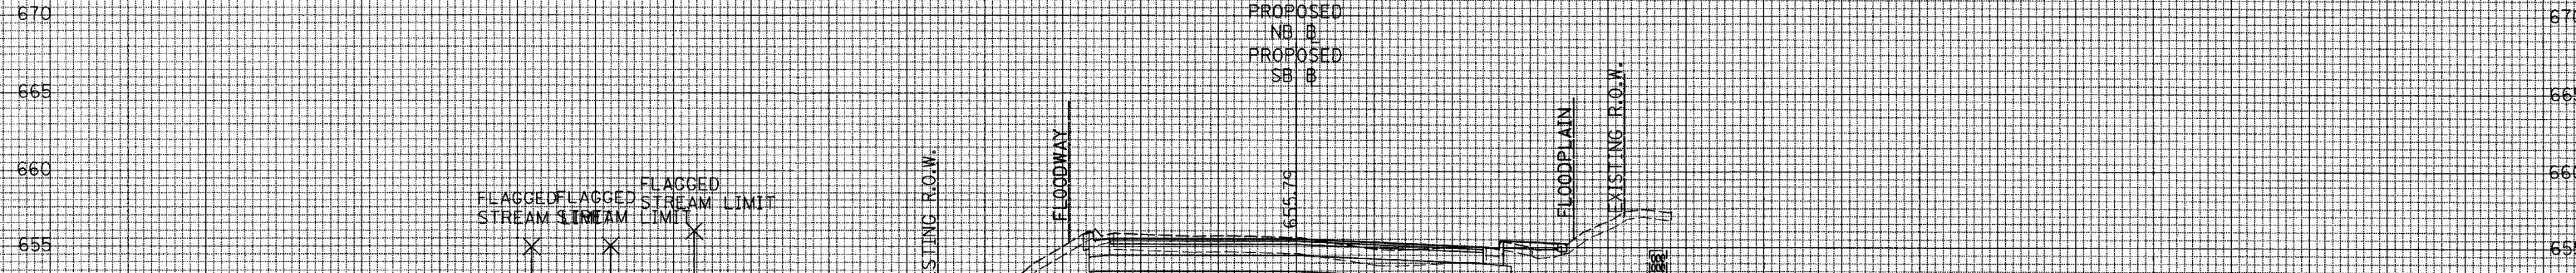 670
PROPOSED
NB B
PROPOSED
SB B
665
660
FLAGGED
STREAM LIMIT
FLAGGED
STREAM LIMIT
FLAGGED
STREAM LIMIT
STING R.O.W.
FLOODWAY
655.79
FLOODPLAIN
EXISTING R.O.W.
655